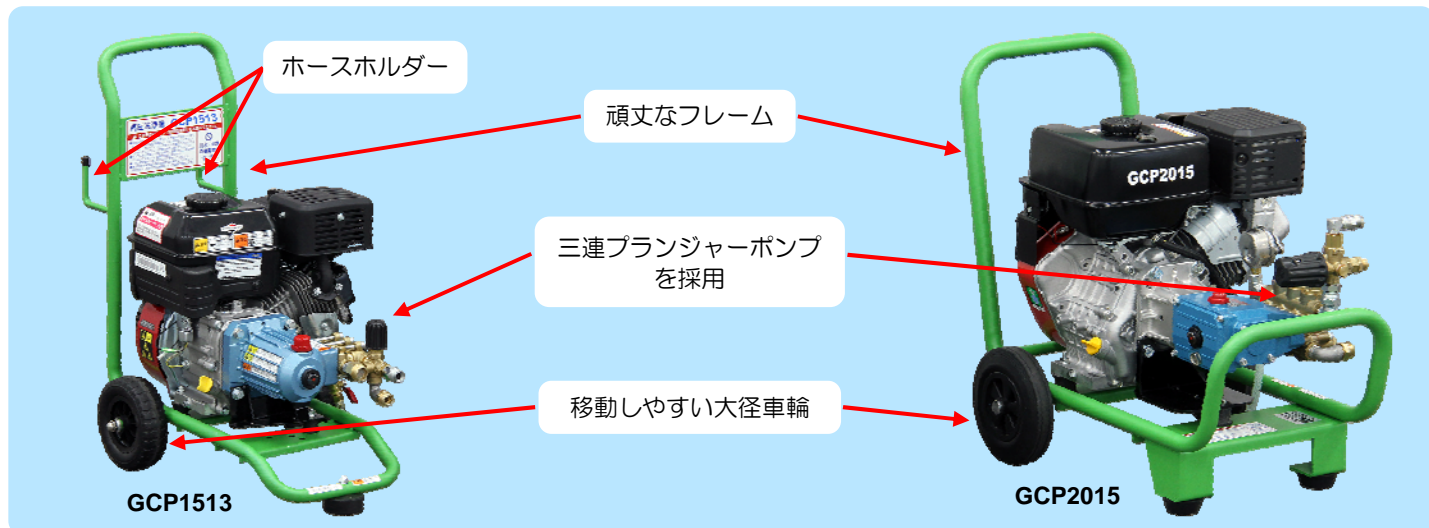 ホースホルダー
頑丈なフレーム
GCP1513
GCP2015
三連プランジャーポンプ
を採用
移動しやすい大径車輪
GCP1513
GCP2015